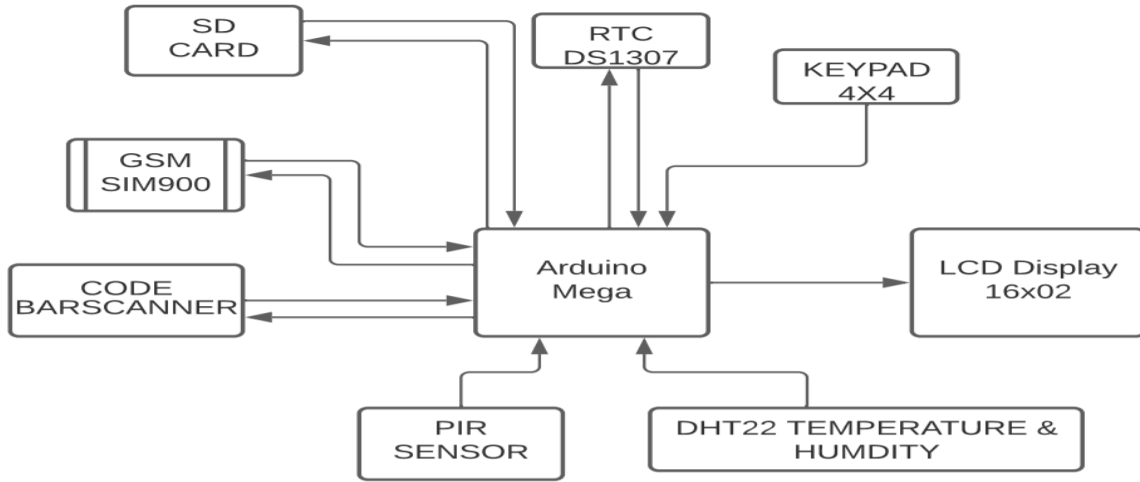 SD
CARD
RTC
DS1307
KEYPAD
4X4
GSM
SIM900
Arduino
Mega
LCD Display
16x02
CODE
BARSCANNER
PIR
SENSOR
DHT22 TEMPERATURE &
HUMDITY